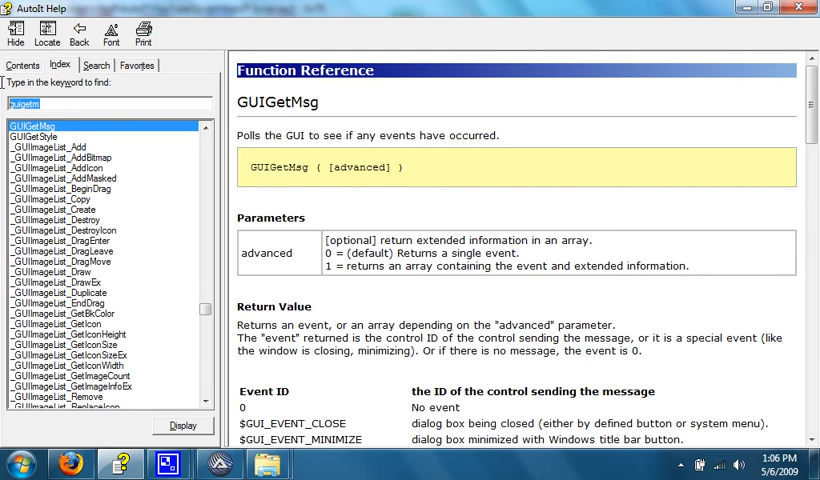 AutoIt Help
Hide Locate Back Font Print
Contents Index Search Favorites
Type in the keyword to find:
guigetm
GUIGetMsg
GUIGetStyle
_GUIImageList_Add
_GUIImageList_AddBitmap
_GUIImageList_AddIcon
_GUIImageList_AddMasked
_GUIImageList_BeginDrag
_GUIImageList_Copy
_GUIImageList_Create
_GUIImageList_Destroy
_GUIImageList_DestroyIcon
_GUIImageList_DragEnter
_GUIImageList_DragLeave
_GUIImageList_DragMove
_GUIImageList_Draw
_GUIImageList_DrawEx
_GUIImageList_Duplicate
_GUIImageList_EndDrag
_GUIImageList_GetBkColor
_GUIImageList_GetIcon
_GUIImageList_GetIconHeight
_GUIImageList_GetIconSize
_GUIImageList_GetIconSizeEx
_GUIImageList_GetIconWidth
_GUIImageList_GetImageCount
_GUIImageList_GetImageInfoEx
_GUIImageList_Remove
_GUIImageList_ReplaceIcon
Display
Function Reference
GUIGetMsg
Polls the GUI to see if any events have occurred.
GUIGetMsg ( [advanced] )
Parameters
advanced
[optional] return extended information in an array.
0 = (default) Returns a single event.
1 = returns an array containing the event and extended information.
Return Value
Returns an event, or an array depending on the "advanced" parameter.
The "event" returned is the control ID of the control sending the message, or it is a special event (like
the window is closing, minimizing). Or if there is no message, the event is 0.
Event ID the ID of the control sending the message
0 No event
$GUI_EVENT_CLOSE dialog box being closed (either by defined button or system menu).
$GUI_EVENT_MINIMIZE dialog box minimized with Windows title bar button.
1:06 PM
5/6/2009